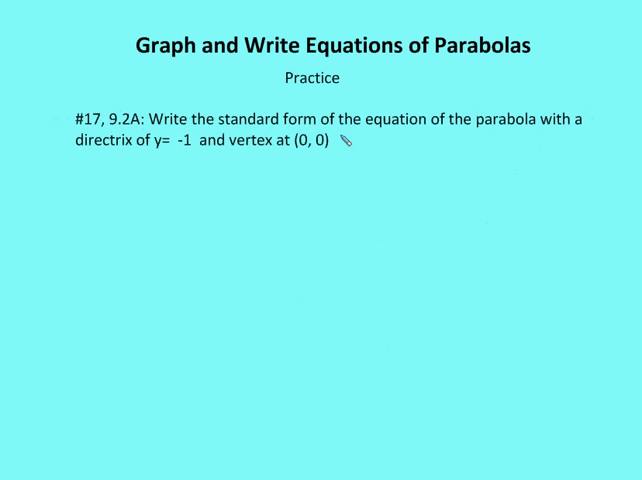 Graph and Write Equations of Parabolas
Practice
#17, 9.2A: Write the standard form of the equation of the parabola with a
directrix of y=  -1  and vertex at (0, 0)